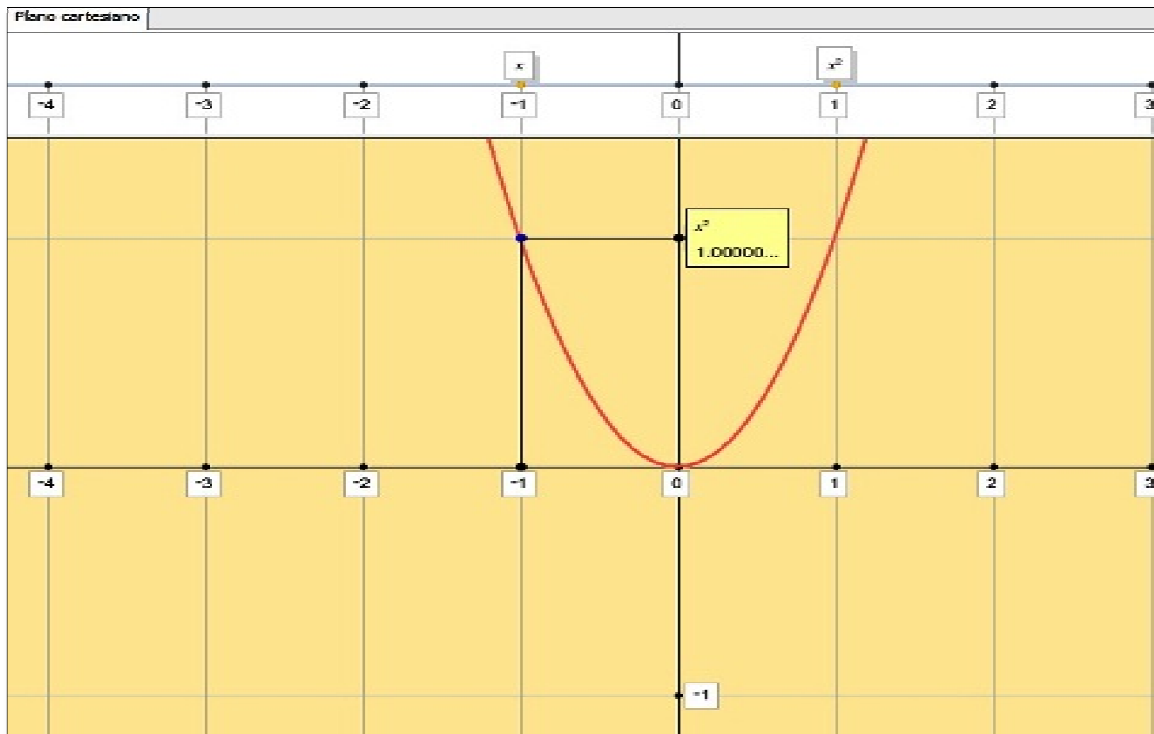 Plano cartesiano
x x²
-4 -3 -2 -1 0 1 2 3
x²
1.00000...
-4 -3 -2 -1 0 1 2 3
-1